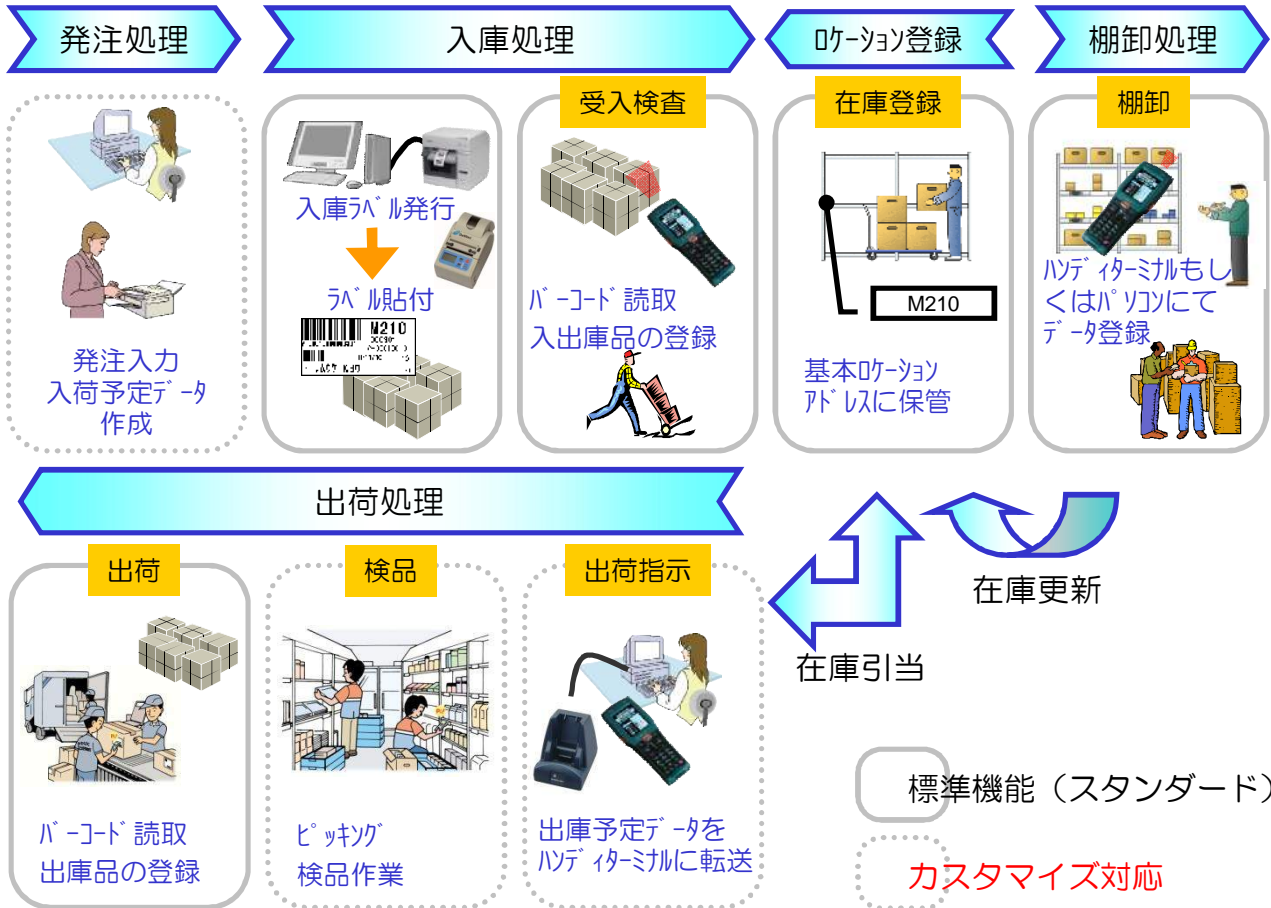 発注処理
入庫処理
ﾛｹｰｼｮﾝ登録
棚卸処理
発注入力
入荷予定ﾃﾞｰﾀ
作成
入庫ﾗﾍﾞﾙ発行
ﾗﾍﾞﾙ貼付
M210
受入検査
ﾊﾞｰｺｰﾄﾞ読取
入出庫品の登録
在庫登録
M210
基本ﾛｹｰｼｮﾝ
ｱﾄﾞﾚｽに保管
棚卸
ﾊﾝﾃﾞｨﾀｰﾐﾅﾙもし
くはﾊﾟｿｺﾝにて
ﾃﾞｰﾀ登録
出荷処理
出荷
ﾊﾞｰｺｰﾄﾞ読取
出庫品の登録
検品
ﾋﾟｯｷﾝｸﾞ
検品作業
出荷指示
出庫予定ﾃﾞｰﾀを
ﾊﾝﾃﾞｨﾀｰﾐﾅﾙに転送
在庫引当
在庫更新
標準機能（スタンダード）
カスタマイズ対応